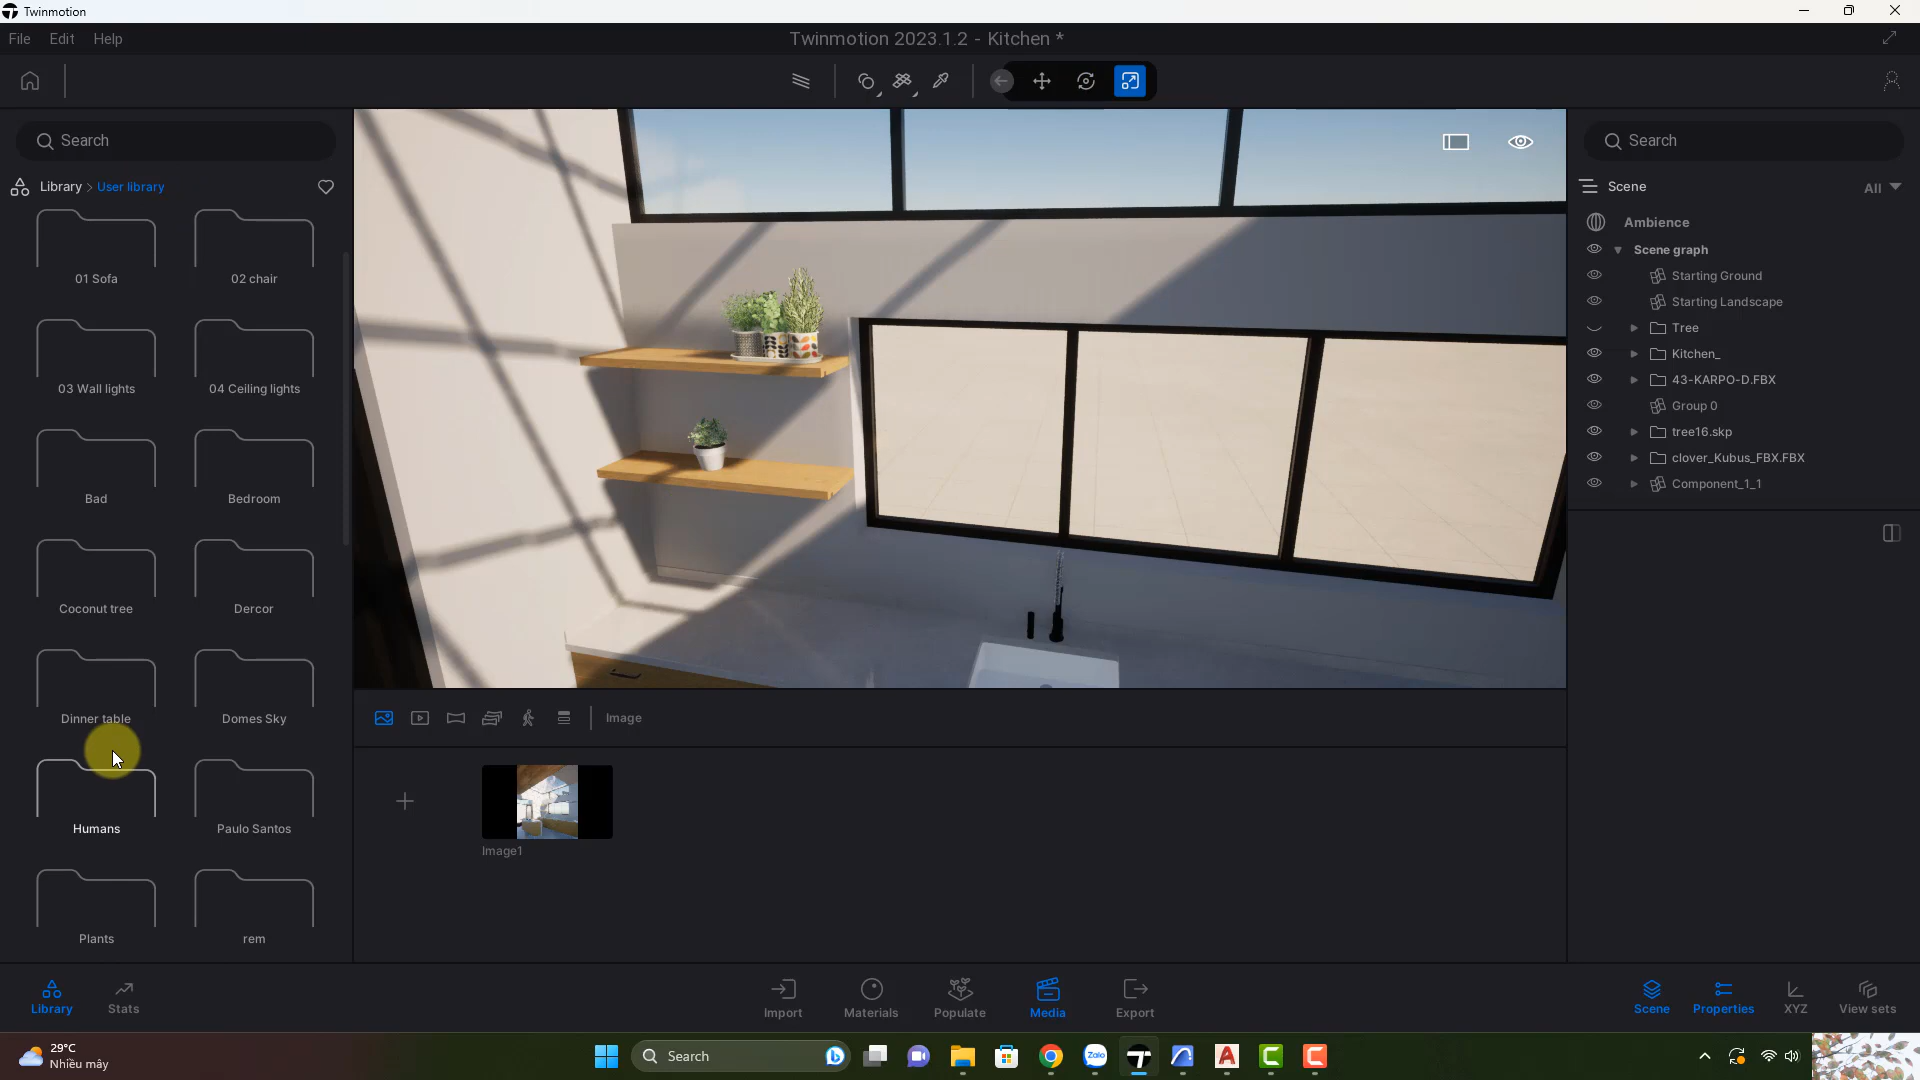 Twinmotion
File Edit Help
Twinmotion 2023.1.2 - Kitchen *
Search
Library > User library
01 Sofa
02 chair
03 Wall lights
04 Ceiling lights
Bad
Bedroom
Coconut tree
Dercor
Dinner table
Domes Sky
Humans
Paulo Santos
Plants
rem
Image
Image1
Search
Scene
All
Ambience
Scene graph
Starting Ground
Starting Landscape
Tree
Kitchen_
43-KARPO-D.FBX
Group 0
tree16.skp
clover_Kubus_FBX.FBX
Component_1_1
Library
Stats
Import
Materials
Populate
Media
Export
Scene
Properties
XYZ
View sets
29°C
Nhiều mây
Search
Zalo